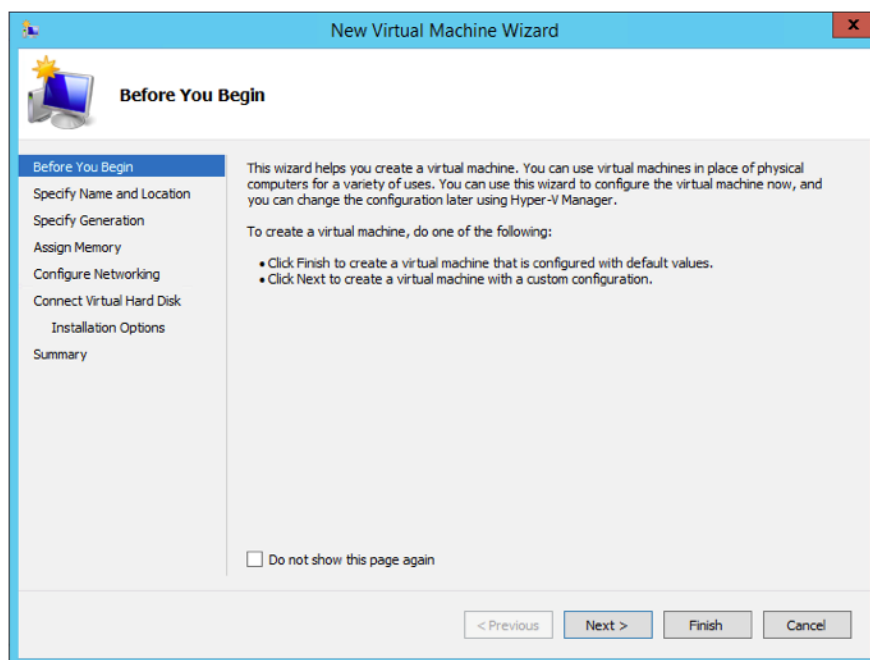 New Virtual Machine Wizard
x
Before You Begin
Before You Begin
Specify Name and Location
Specify Generation
Assign Memory
Configure Networking
Connect Virtual Hard Disk
Installation Options
Summary
This wizard helps you create a virtual machine. You can use virtual machines in place of physical
computers for a variety of uses. You can use this wizard to configure the virtual machine now, and
you can change the configuration later using Hyper-V Manager.
To create a virtual machine, do one of the following:
• Click Finish to create a virtual machine that is configured with default values.
• Click Next to create a virtual machine with a custom configuration.
Do not show this page again
< Previous
Next >
Finish
Cancel